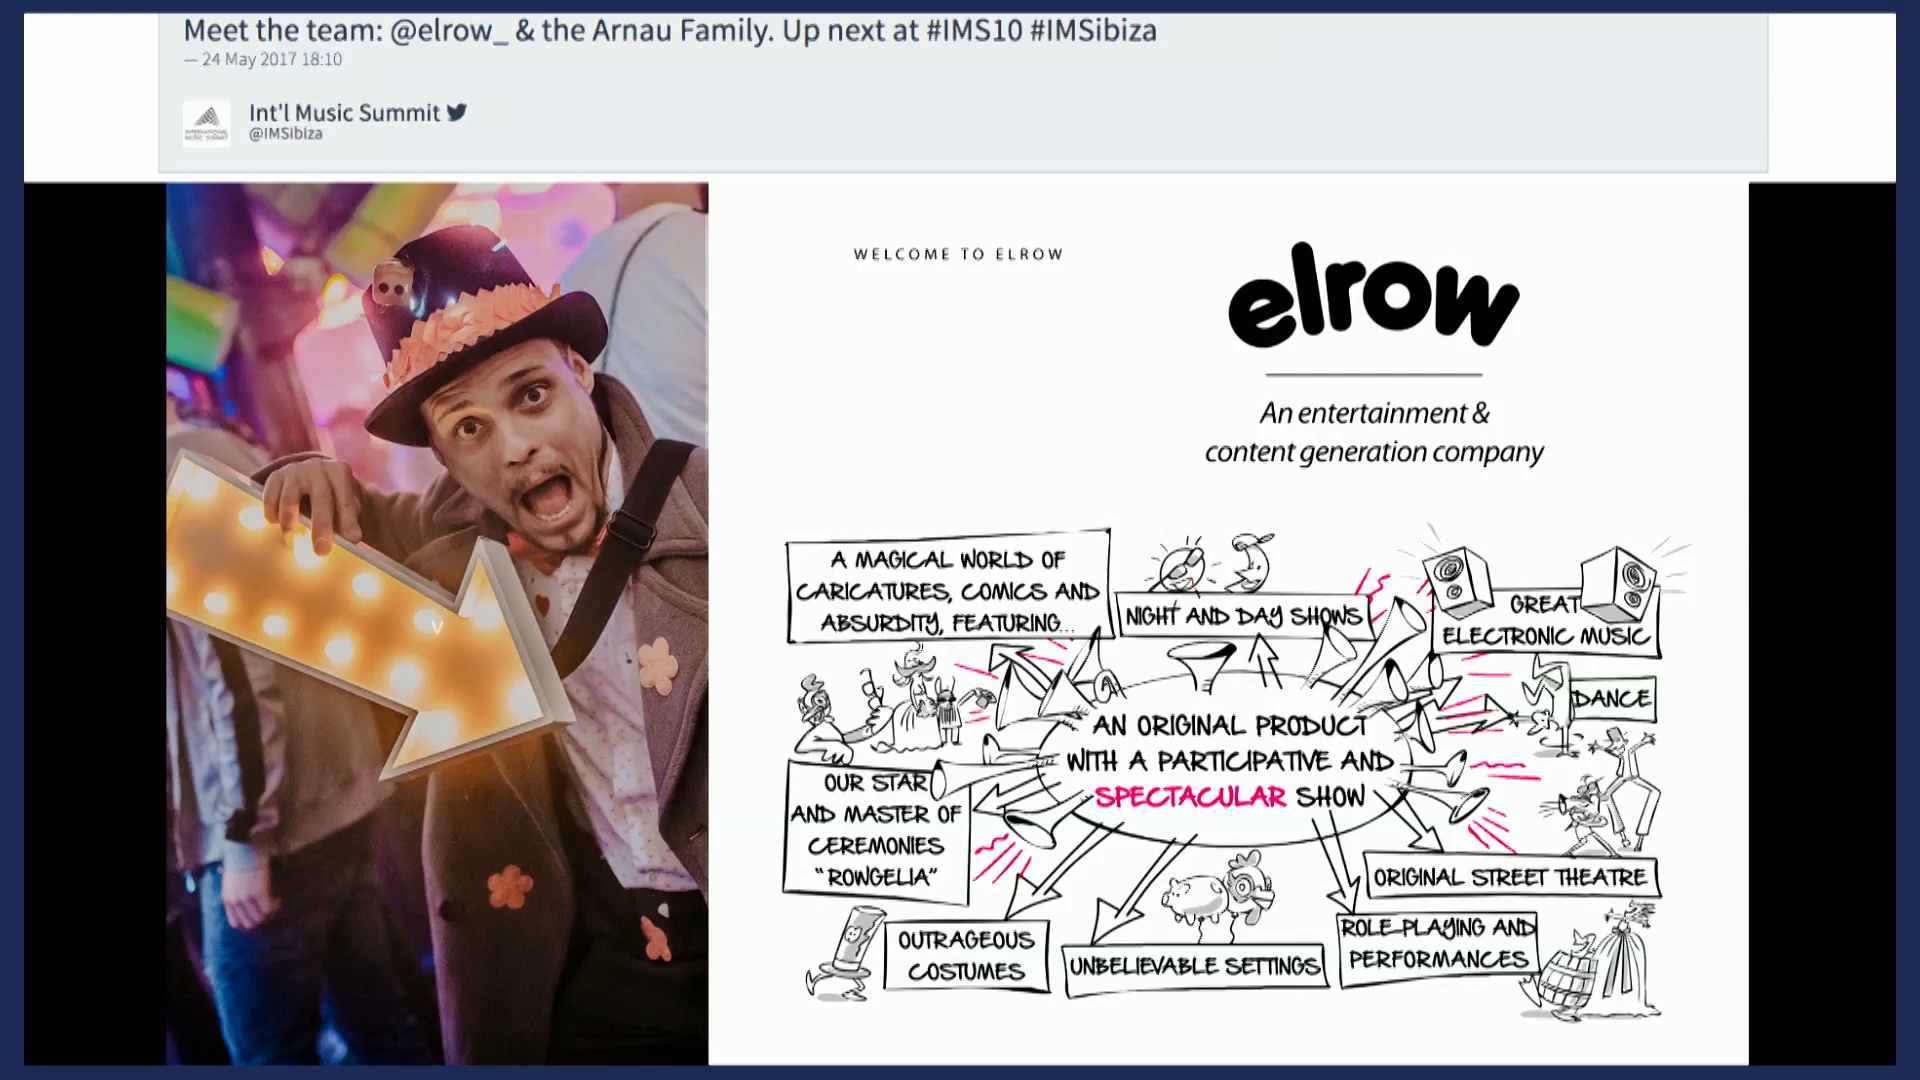 Meet the team: @elrow_ & the Arnau Family. Up next at #IMS10 #IMSibiza
— 24 May 2017 18:10
Int'l Music Summit
@IMSibiza
INTERNATIONAL
MUSIC SUMMIT
WELCOME TO ELROW
elrow
An entertainment &
content generation company
A MAGICAL WORLD OF
CARICATURES, COMICS AND
ABSURDITY, FEATURING...
NIGHT AND DAY SHOWS
GREAT
ELECTRONIC MUSIC
DANCE
AN ORIGINAL PRODUCT
WITH A PARTICIPATIVE AND
SPECTACULAR SHOW
OUR STAR
AND MASTER OF
CEREMONIES
"ROWGELIA"
ORIGINAL STREET THEATRE
OUTRAGEOUS
COSTUMES
UNBELIEVABLE SETTINGS
ROLE-PLAYING AND
PERFORMANCES